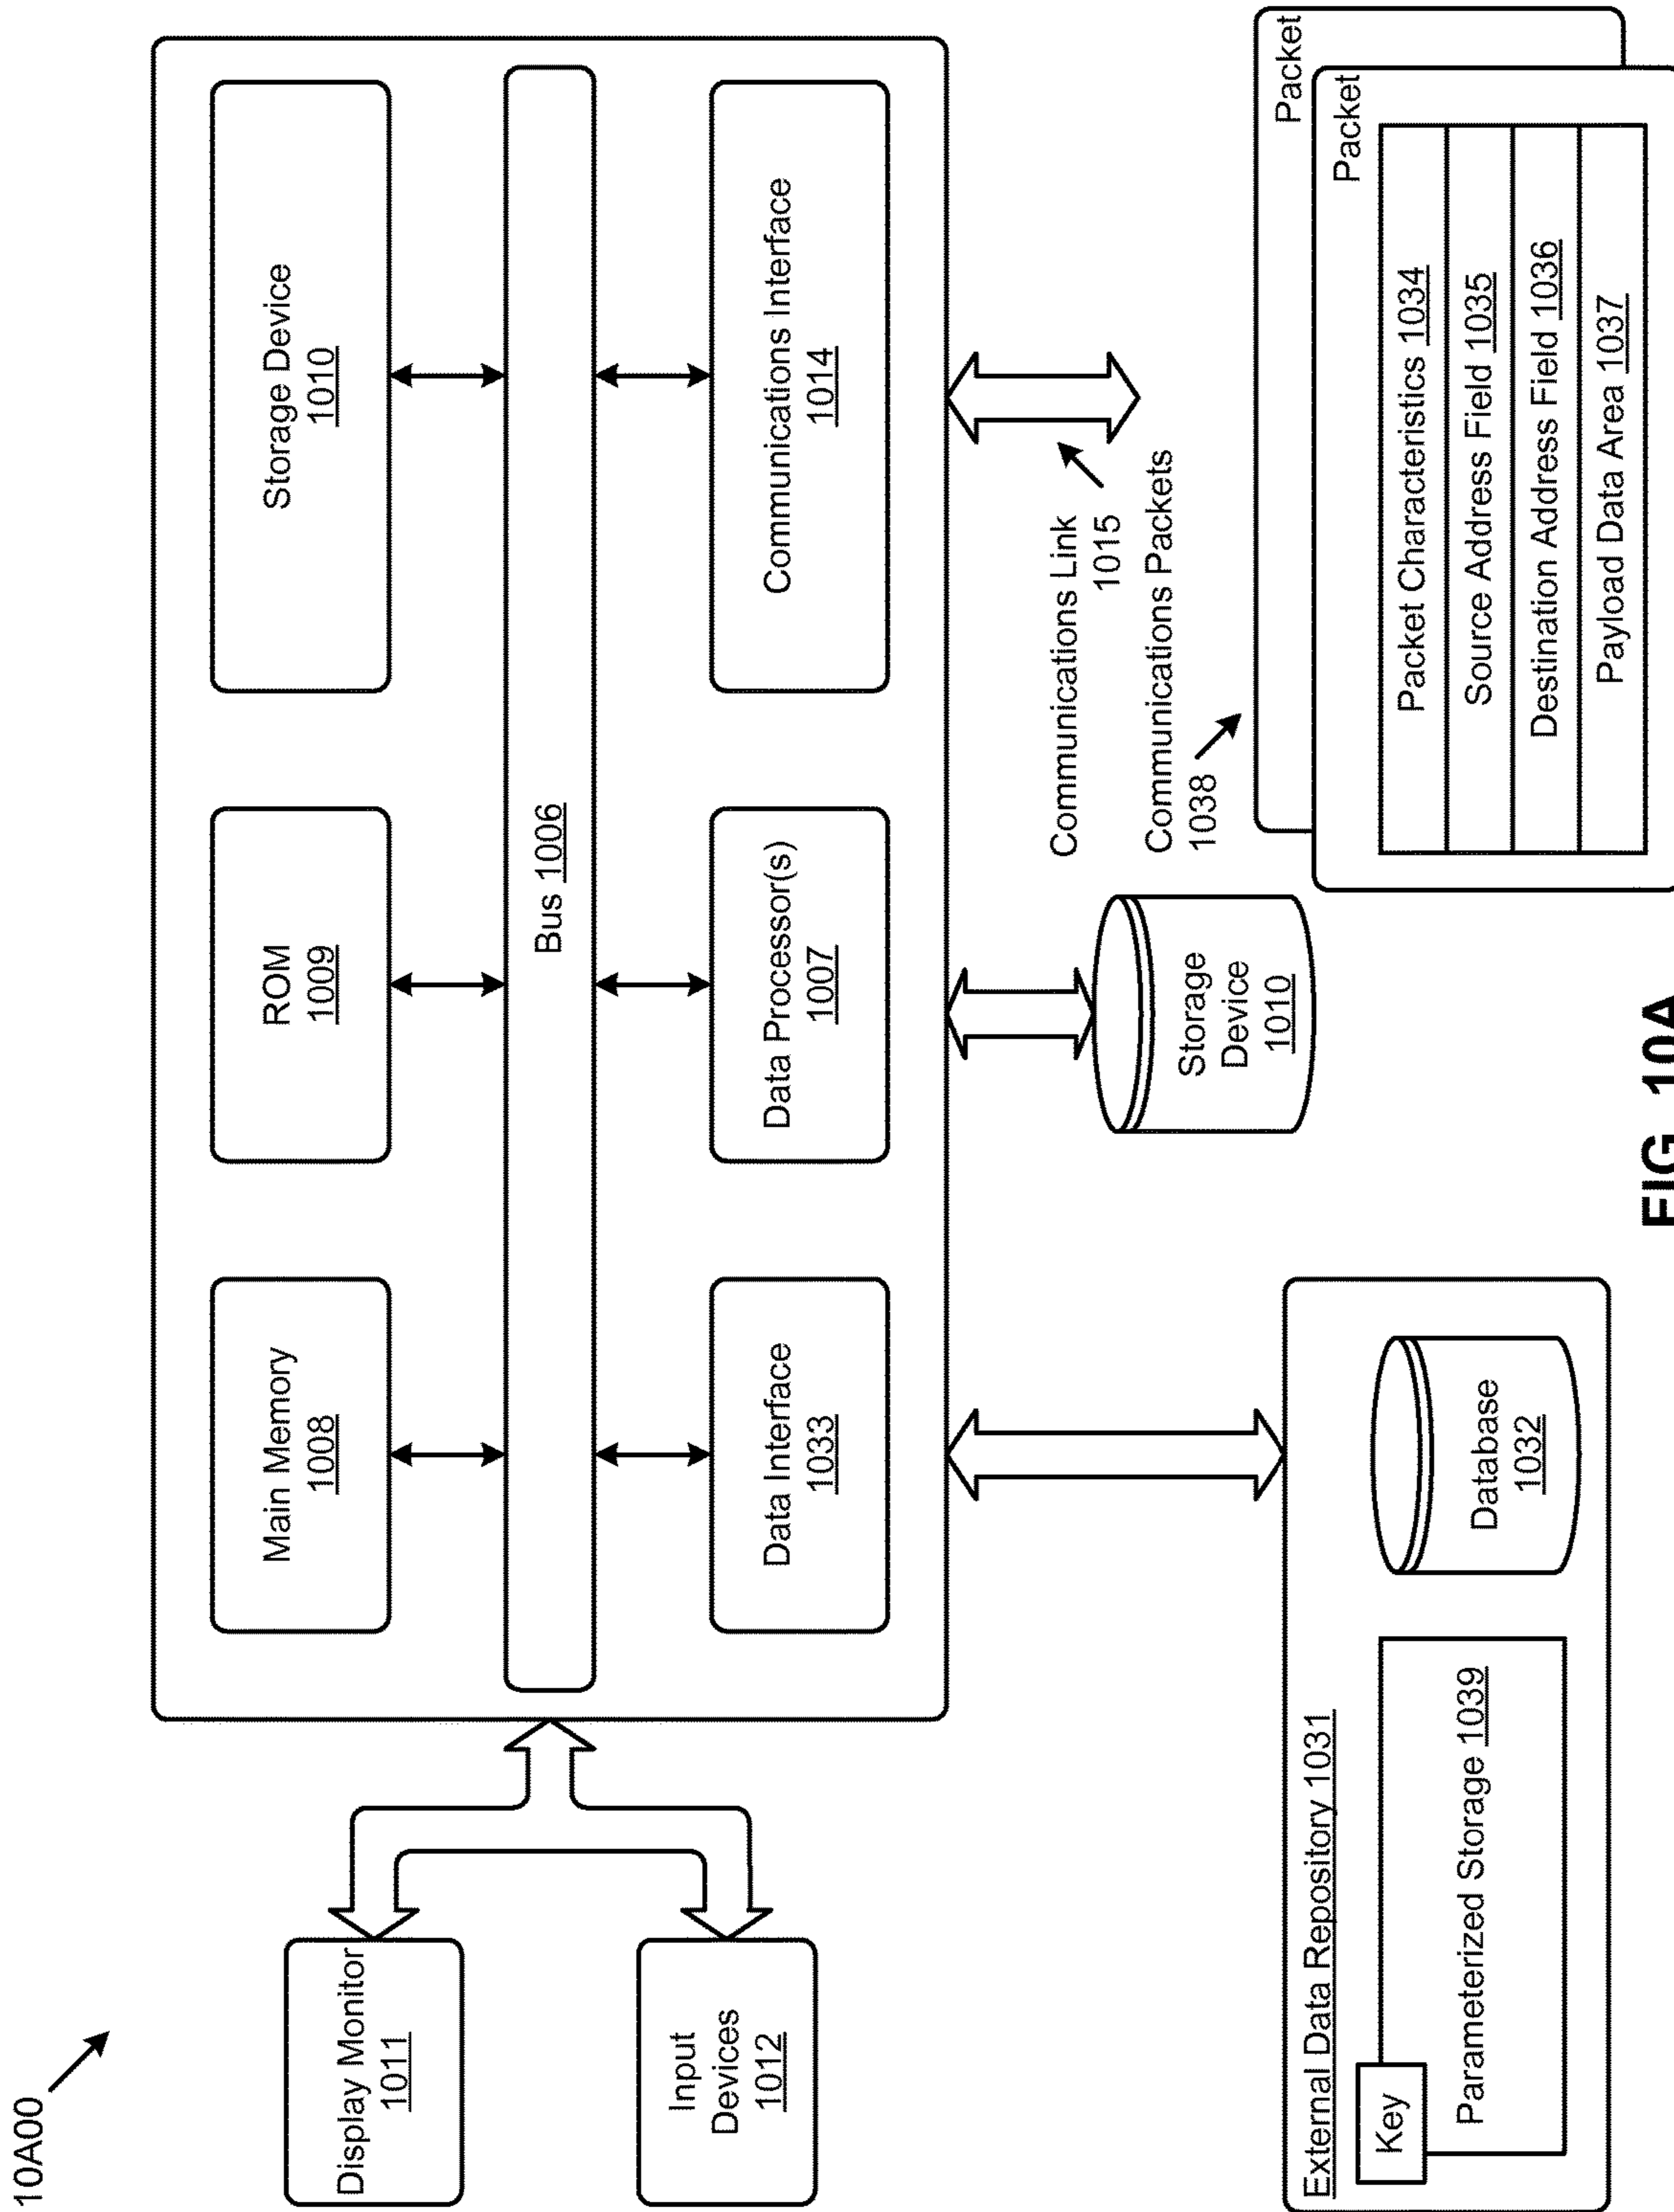 10A00
Main Memory
1008
ROM
1009
Storage Device
1010
Display Monitor
1011
Input
Devices
1012
Bus 1006
Data Interface
1033
Data Processor(s)
1007
Communications Interface
1014
Communications Link
1015
Communications Packets
1038
External Data Repository 1031
Key
Parameterized Storage 1039
Database
1032
Storage
Device
1010
Packet
Packet
Packet Characteristics 1034
Source Address Field 1035
Destination Address Field 1036
Payload Data Area 1037
FIG. 10A